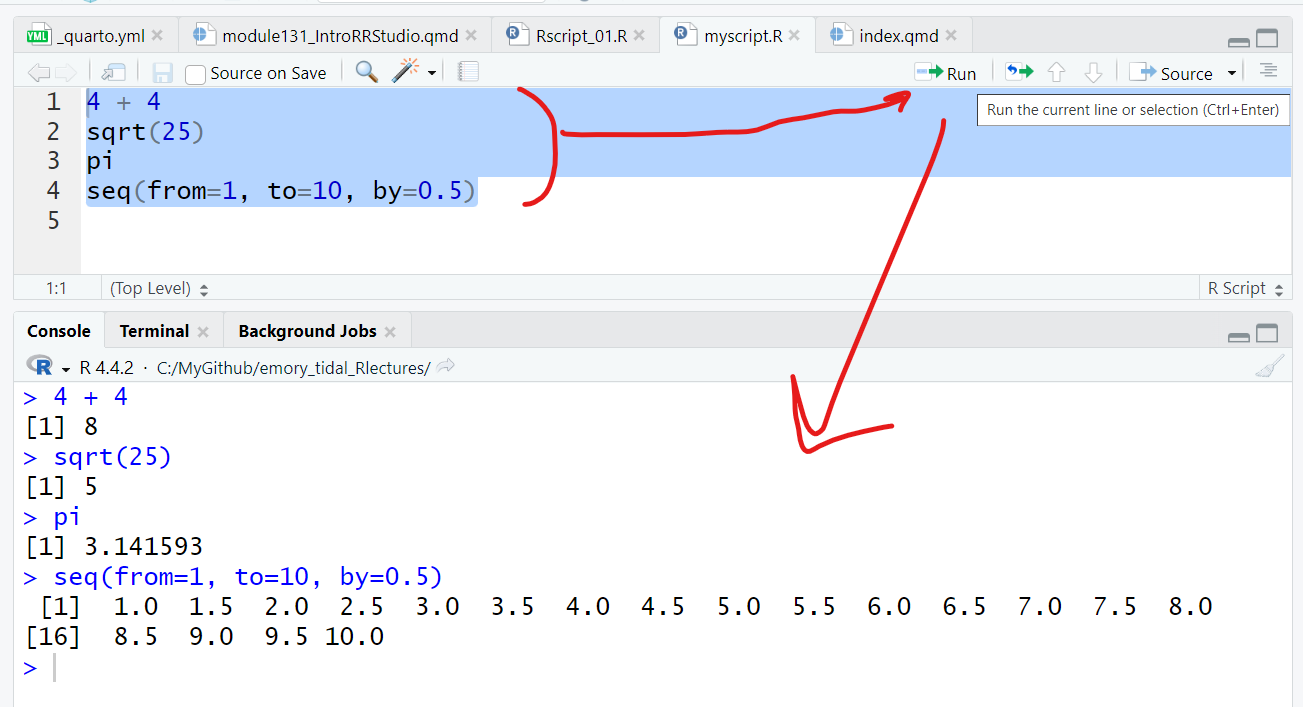 _quarto.yml module131_IntroRRStudio.qmd Rscript_01.R myscript.R index.qmd
Source on Save Run Source
Run the current line or selection (Ctrl+Enter)
1 4 + 4
2 sqrt(25)
3 pi
4 seq(from=1, to=10, by=0.5)
5
1:1 (Top Level) R Script
Console Terminal Background Jobs
R 4.4.2 · C:/MyGithub/emory_tidal_Rlectures/
> 4 + 4
[1] 8
> sqrt(25)
[1] 5
> pi
[1] 3.141593
> seq(from=1, to=10, by=0.5)
[1] 1.0 1.5 2.0 2.5 3.0 3.5 4.0 4.5 5.0 5.5 6.0 6.5 7.0 7.5 8.0
[16] 8.5 9.0 9.5 10.0
>